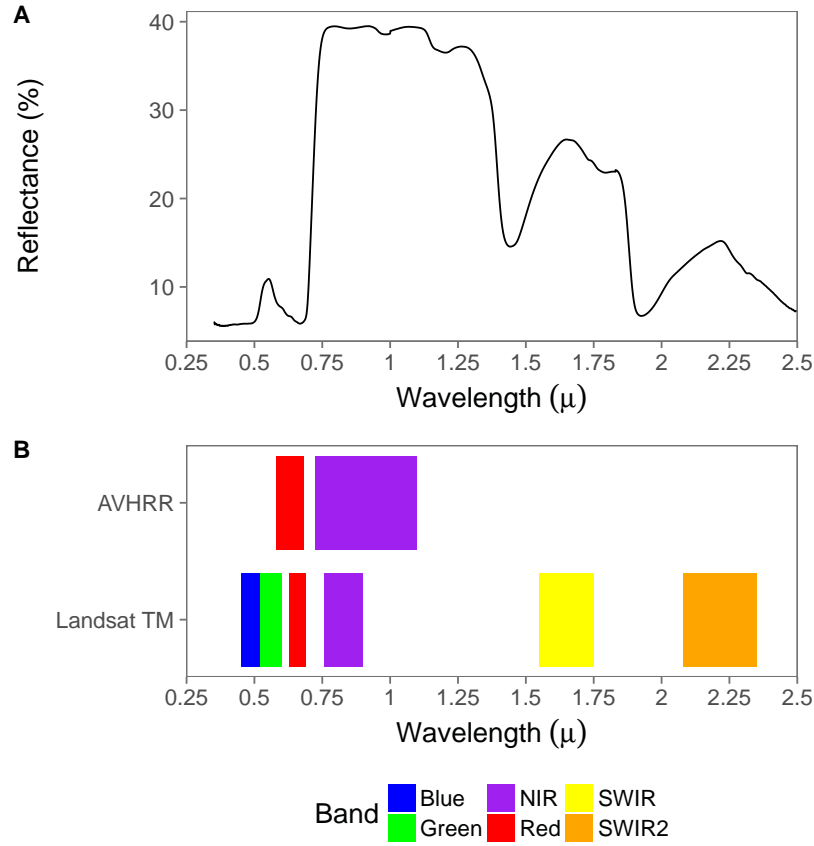 A
Reflectance (%)
40
30
20
10
0.25 0.5 0.75 1 1.25 1.5 1.75 2 2.25 2.5
Wavelength (μ)
B
AVHRR
Landsat TM
0.25 0.5 0.75 1 1.25 1.5 1.75 2 2.25 2.5
Wavelength (μ)
Band
Blue NIR SWIR
Green Red SWIR2